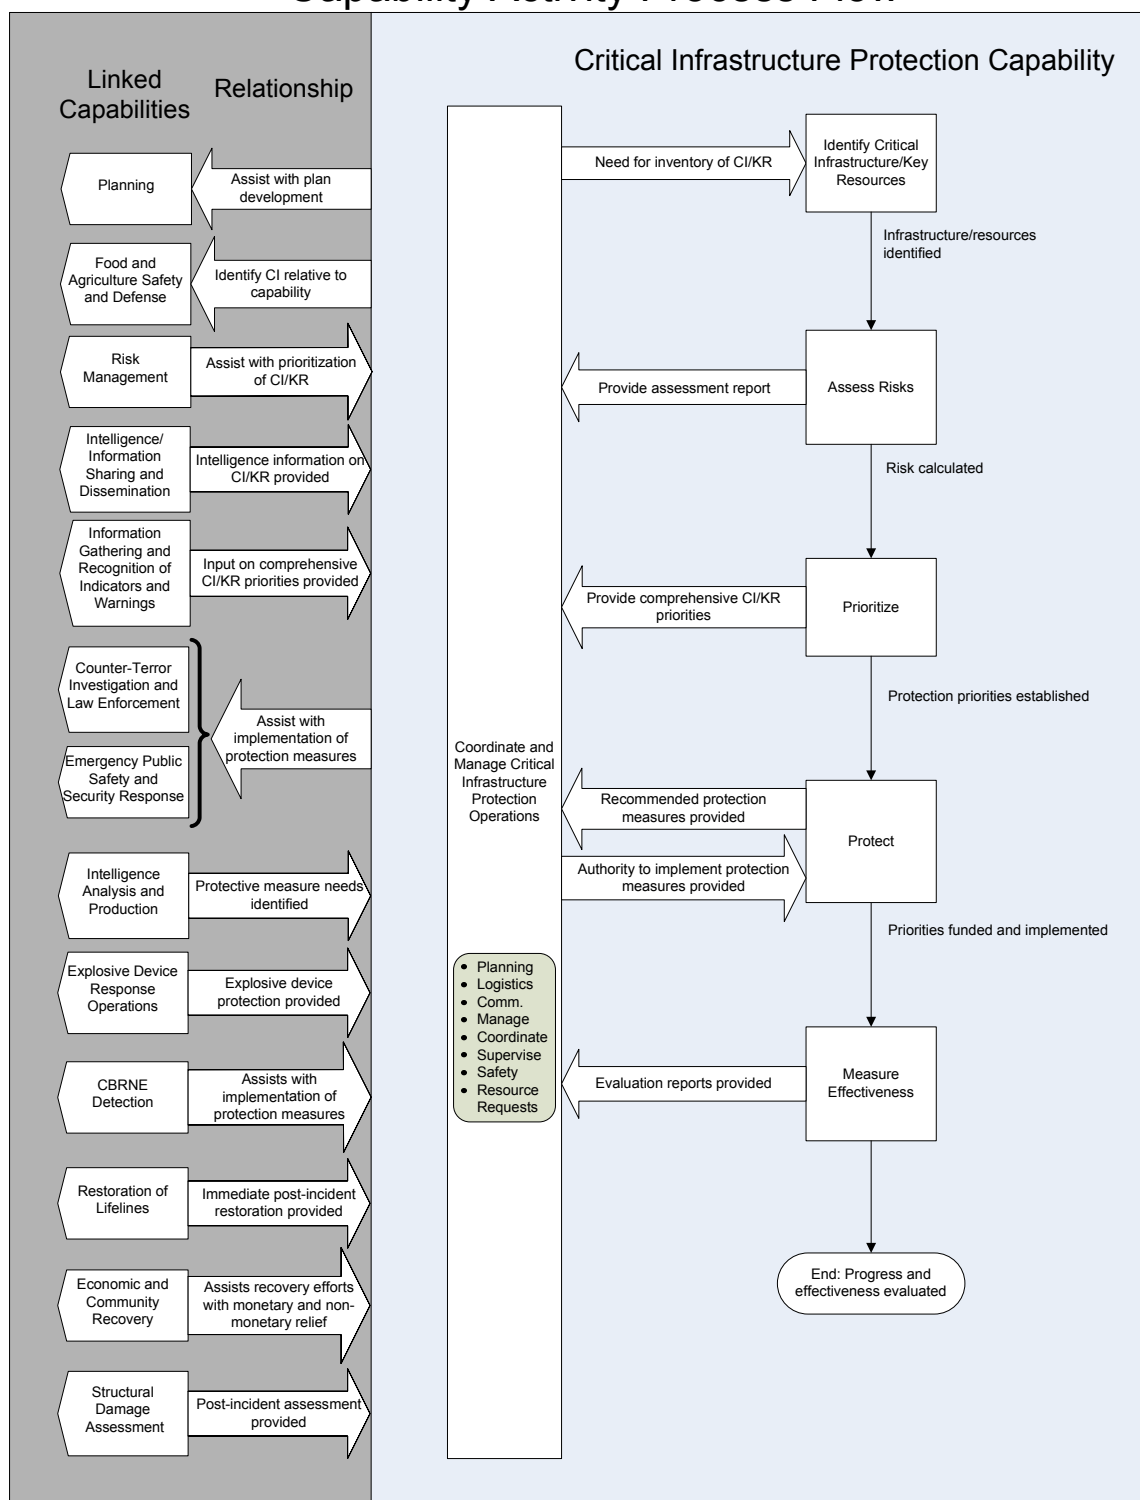 Capability Activity Process Flow
Linked
Capabilities
Relationship
Planning
Assist with plan
development
Food and
Agriculture Safety
and Defense
Identify CI relative to
capability
Risk
Management
Assist with prioritization
of CI/KR
Intelligence/
Information
Sharing and
Dissemination
Intelligence information on
CI/KR provided
Information
Gathering and
Recognition of
Indicators and
Warnings
Input on comprehensive
CI/KR priorities provided
Counter-Terror
Investigation and
Law Enforcement
Emergency Public
Safety and
Security Response
Assist with
implementation of
protection measures
Intelligence
Analysis and
Production
Protective measure needs
identified
Explosive Device
Response
Operations
Explosive device
protection provided
CBRNE
Detection
Assists with
implementation of
protection measures
Restoration of
Lifelines
Immediate post-incident
restoration provided
Economic and
Community
Recovery
Assists recovery efforts
with monetary and non-
monetary relief
Structural
Damage
Assessment
Post-incident assessment
provided
Critical Infrastructure Protection Capability
Need for inventory of CI/KR
Identify Critical
Infrastructure/Key
Resources
Infrastructure/resources
identified
Provide assessment report
Assess Risks
Risk calculated
Provide comprehensive CI/KR
priorities
Prioritize
Protection priorities established
Coordinate and
Manage Critical
Infrastructure
Protection
Operations
Recommended protection
measures provided
Authority to implement protection
measures provided
Protect
Priorities funded and implemented
• Planning
• Logistics
• Comm.
• Manage
• Coordinate
• Supervise
• Safety
• Resource
Requests
Evaluation reports provided
Measure
Effectiveness
End: Progress and
effectiveness evaluated